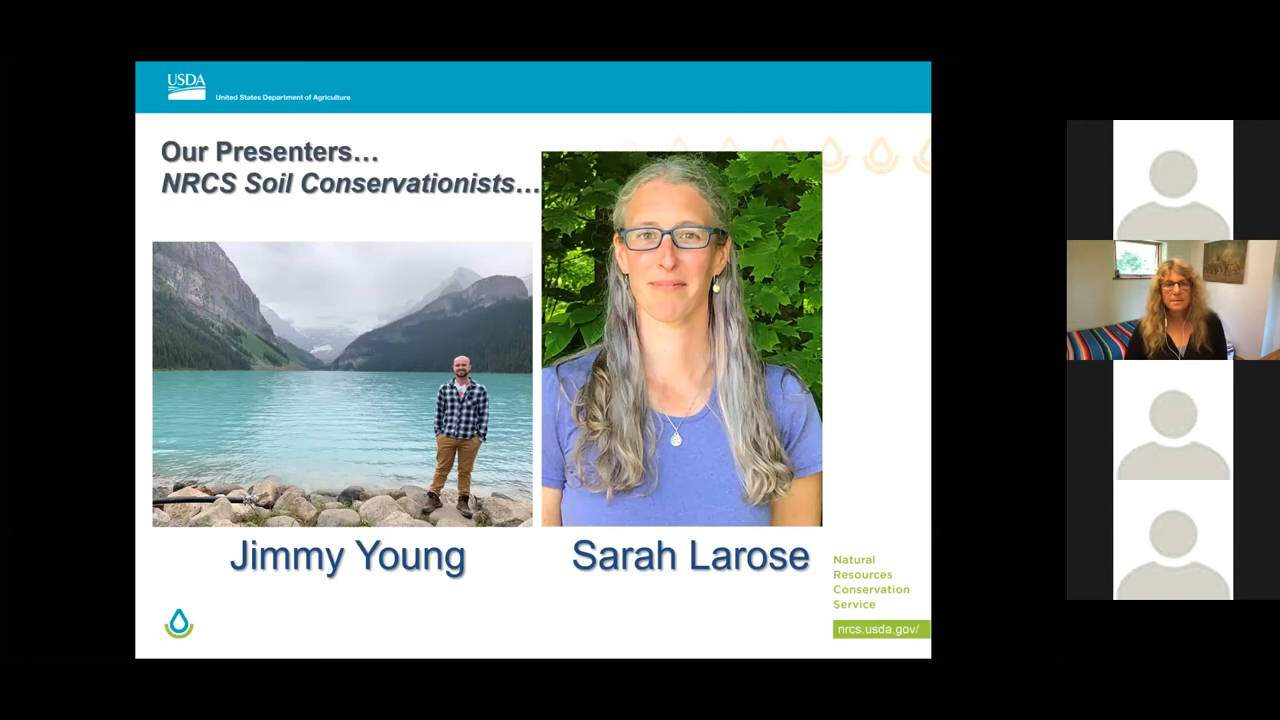 USDA
United States Department of Agriculture
Our Presenters...
NRCS Soil Conservationists...
Jimmy Young
Sarah Larose
Natural
Resources
Conservation
Service
nrcs.usda.gov/